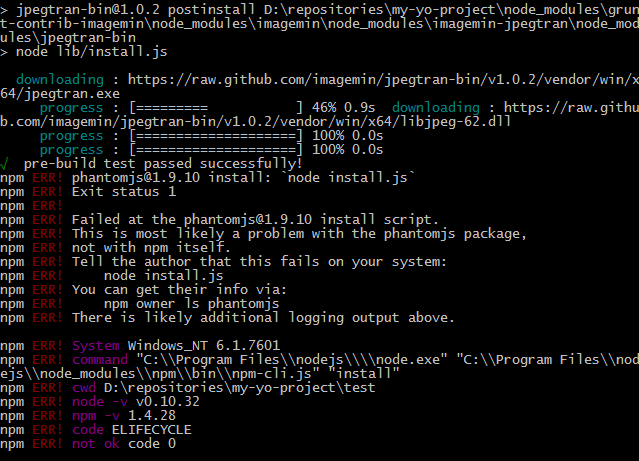 > jpegtran-bin@1.0.2 postinstall D:\repositories\my-yo-project\node_modules\grun
t-contrib-imagemin\node_modules\imagemin\node_modules\imagemin-jpegtran\node_mod
ules\jpegtran-bin
> node lib/install.js
downloading : https://raw.github.com/imagemin/jpegtran-bin/v1.0.2/vendor/win/x
64/jpegtran.exe
progress : [========= ] 46% 0.9s downloading : https://raw.githu
b.com/imagemin/jpegtran-bin/v1.0.2/vendor/win/x64/libjpeg-62.dll
progress : [====================] 100% 0.0s
progress : [====================] 100% 0.0s
√ pre-build test passed successfully!
npm ERR! phantomjs@1.9.10 install: `node install.js`
npm ERR! Exit status 1
npm ERR!
npm ERR! Failed at the phantomjs@1.9.10 install script.
npm ERR! This is most likely a problem with the phantomjs package,
npm ERR! not with npm itself.
npm ERR! Tell the author that this fails on your system:
npm ERR! node install.js
npm ERR! You can get their info via:
npm ERR! npm owner ls phantomjs
npm ERR! There is likely additional logging output above.
npm ERR! System Windows_NT 6.1.7601
npm ERR! command "C:\\Program Files\\nodejs\\\\node.exe" "C:\\Program Files\\nod
ejs\\node_modules\\npm\\bin\\npm-cli.js" "install"
npm ERR! cwd D:\repositories\my-yo-project\test
npm ERR! node -v v0.10.32
npm ERR! npm -v 1.4.28
npm ERR! code ELIFECYCLE
npm ERR! not ok code 0